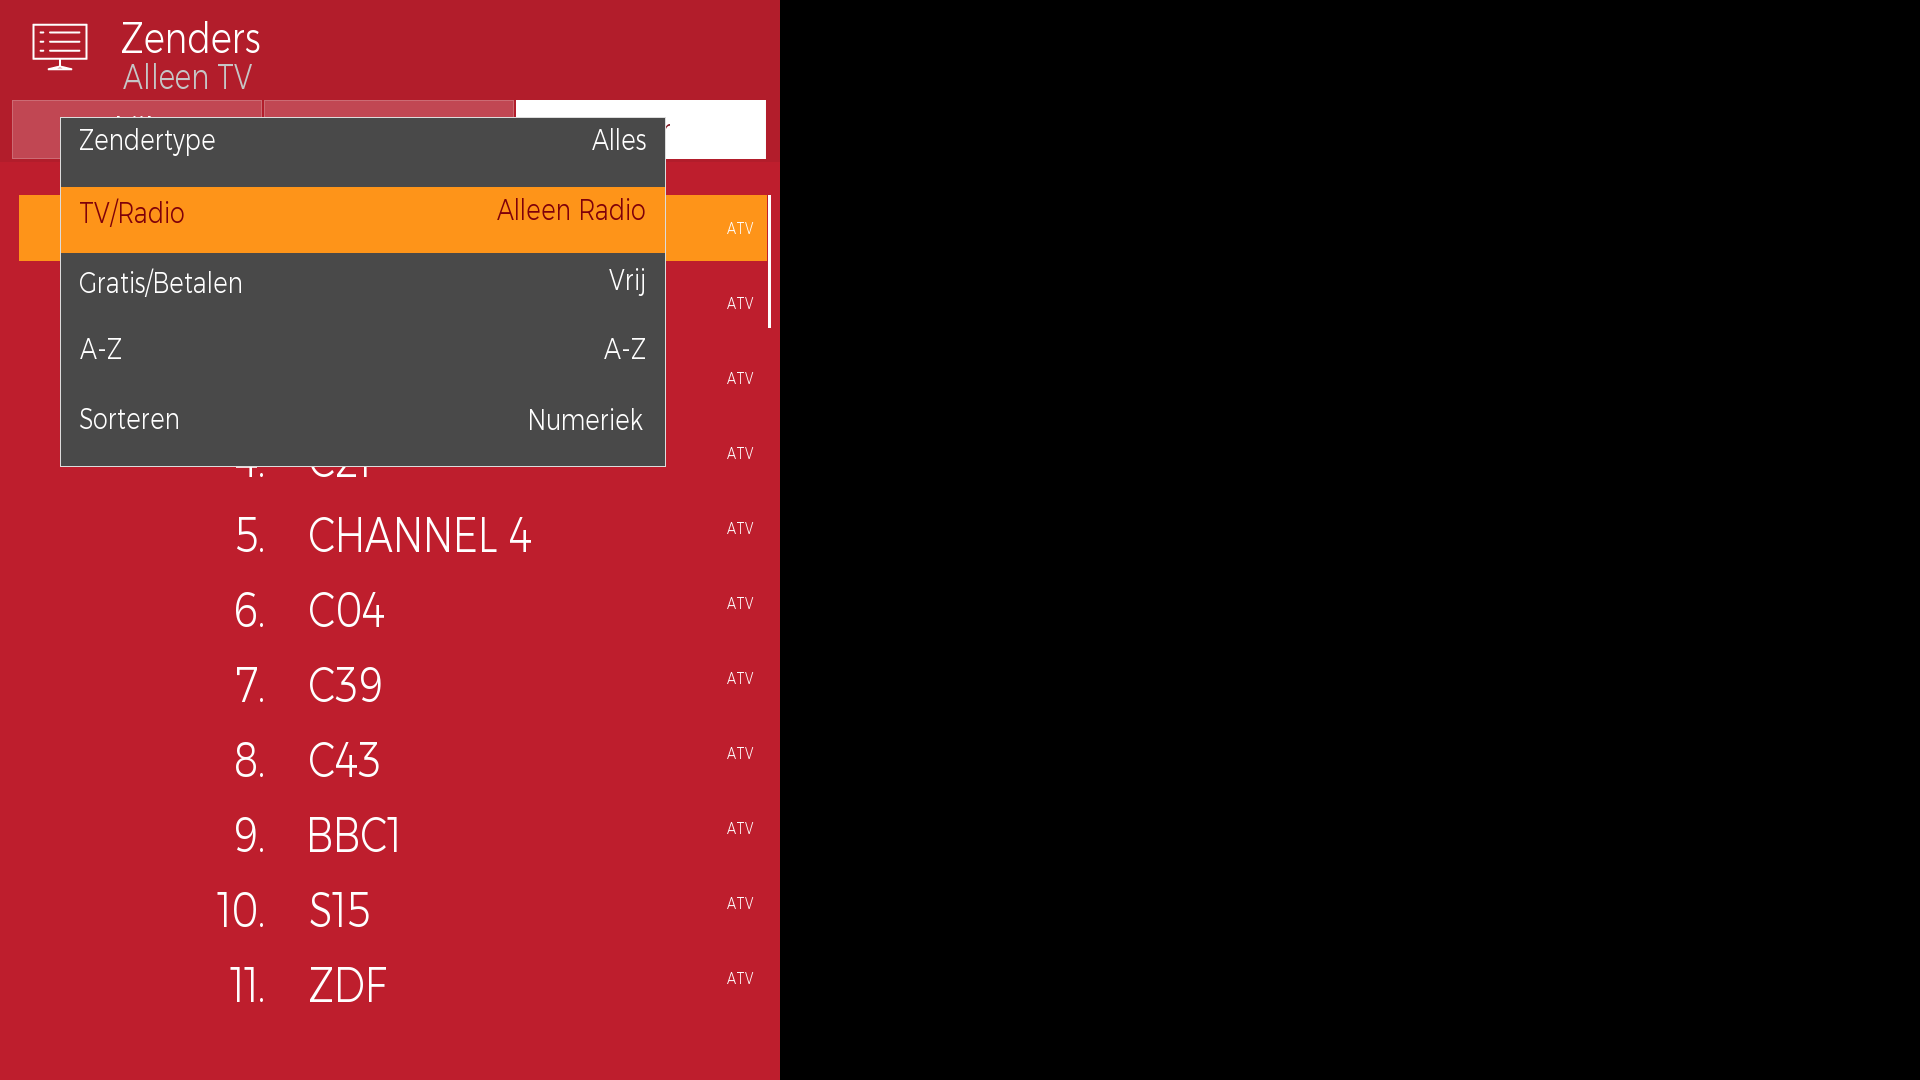 Zenders
Alleen TV
Zendertype Alles
TV/Radio Alleen Radio
ATV
Gratis/Betalen Vrij
ATV
A-Z A-Z
ATV
Sorteren Numeriek
ATV
5. CHANNEL 4 ATV
6. C04 ATV
7. C39 ATV
8. C43 ATV
9. BBC1 ATV
10. S15 ATV
11. ZDF ATV